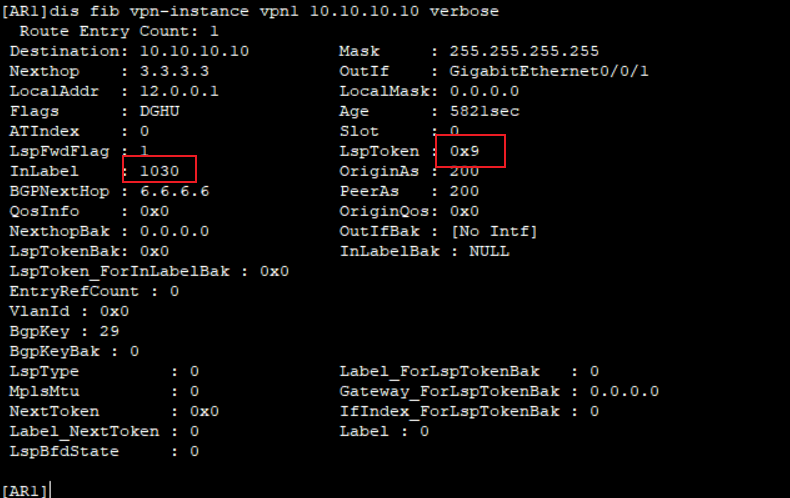 [AR1]dis fib vpn-instance vpn1 10.10.10.10 verbose
Route Entry Count: 1
Destination: 10.10.10.10 Mask : 255.255.255.255
Nexthop : 3.3.3.3 OutIf : GigabitEthernet0/0/1
LocalAddr : 12.0.0.1 LocalMask: 0.0.0.0
Flags : DGHU Age : 5821sec
ATIndex : 0 Slot : 0
LspFwdFlag : 1 LspToken : 0x9
InLabel : 1030 OriginAs : 200
BGPNextHop : 6.6.6.6 PeerAs : 200
QosInfo : 0x0 OriginQos: 0x0
NexthopBak : 0.0.0.0 OutIfBak : [No Intf]
LspTokenBak: 0x0 InLabelBak : NULL
LspToken_ForInLabelBak : 0x0
EntryRefCount : 0
VlanId : 0x0
BgpKey : 29
BgpKeyBak : 0
LspType : 0 Label_ForLspTokenBak : 0
MplsMtu : 0 Gateway_ForLspTokenBak : 0.0.0.0
NextToken : 0x0 IfIndex_ForLspTokenBak : 0
Label_NextToken : 0 Label : 0
LspBfdState : 0
[AR1]